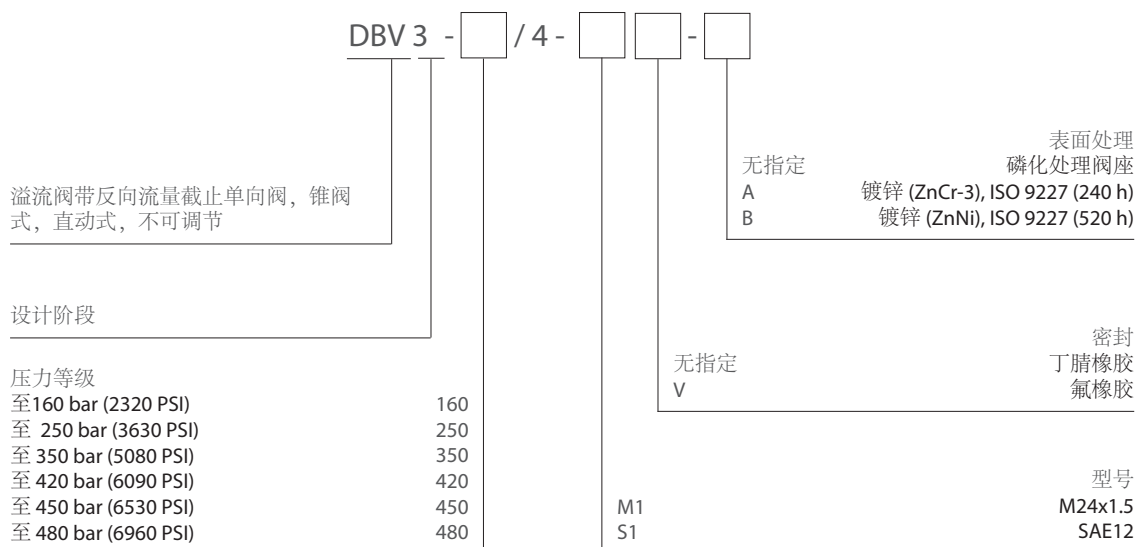 DBV 3 - / 4 - -
表面处理
无指定 磷化处理阀座
A 镀锌 (ZnCr-3), ISO 9227 (240 h)
B 镀锌 (ZnNi), ISO 9227 (520 h)
溢流阀带反向流量截止单向阀，锥阀
式，直动式，不可调节
设计阶段
密封
无指定 丁腈橡胶
V 氟橡胶
压力等级
至160 bar (2320 PSI) 160
至 250 bar (3630 PSI) 250
至 350 bar (5080 PSI) 350
至 420 bar (6090 PSI) 420
至 450 bar (6530 PSI) 450
至 480 bar (6960 PSI) 480
型号
M1 M24x1.5
S1 SAE12